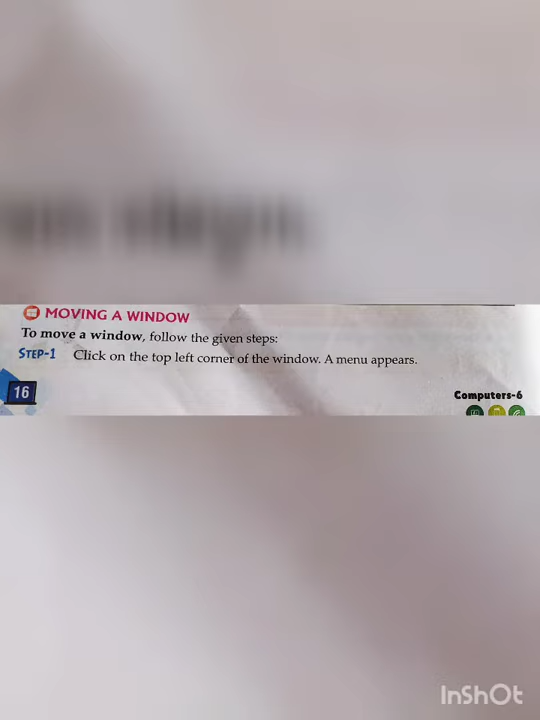 MOVING A WINDOW
To move a window, follow the given steps:
STEP-1 Click on the top left corner of the window. A menu appears.
16
Computers-6
InShOt